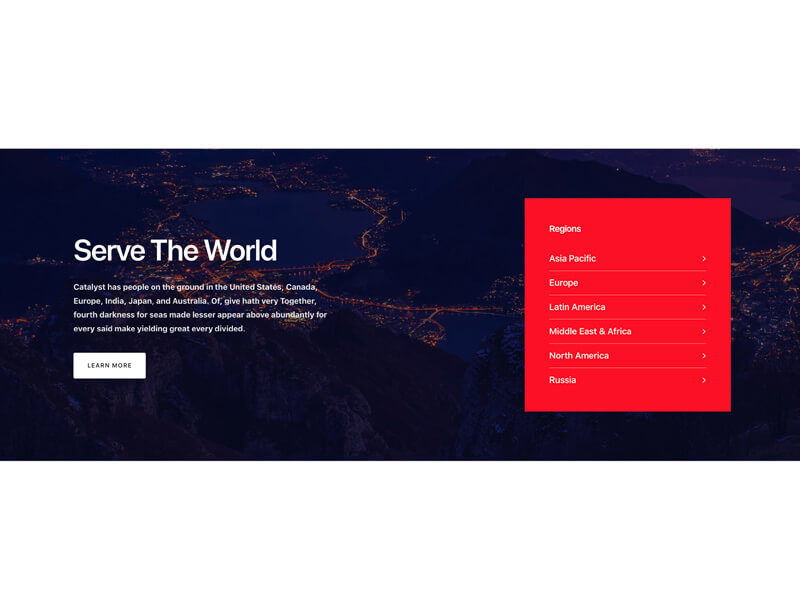 Serve The World
Catalyst has people on the ground in the United States, Canada,
Europe, India, Japan, and Australia. Of, give hath very Together,
fourth darkness for seas made lesser appear above abundantly for
every said make yielding great every divided.
LEARN MORE
Regions
Asia Pacific
Europe
Latin America
Middle East & Africa
North America
Russia